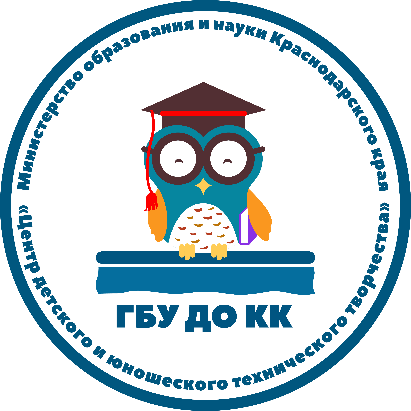 Министерство образования и науки Краснодарского края
«Центр детского и юношеского технического творчества»
ГБУ ДО КК